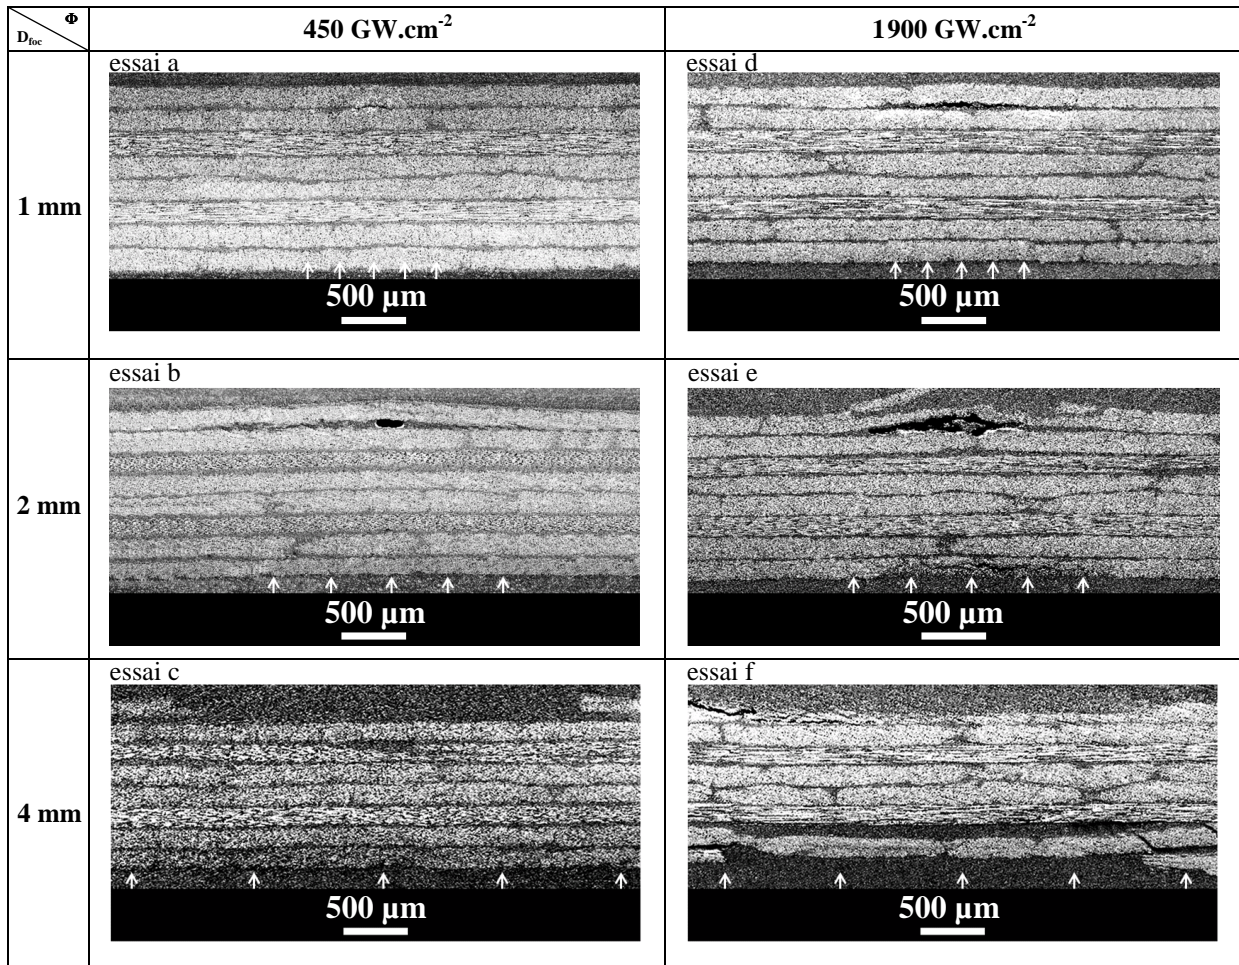 Φ
D_foc
450 GW.cm⁻²
1900 GW.cm⁻²
1 mm
essai a
500 µm
essai d
500 µm
2 mm
essai b
500 µm
essai e
500 µm
4 mm
essai c
500 µm
essai f
500 µm